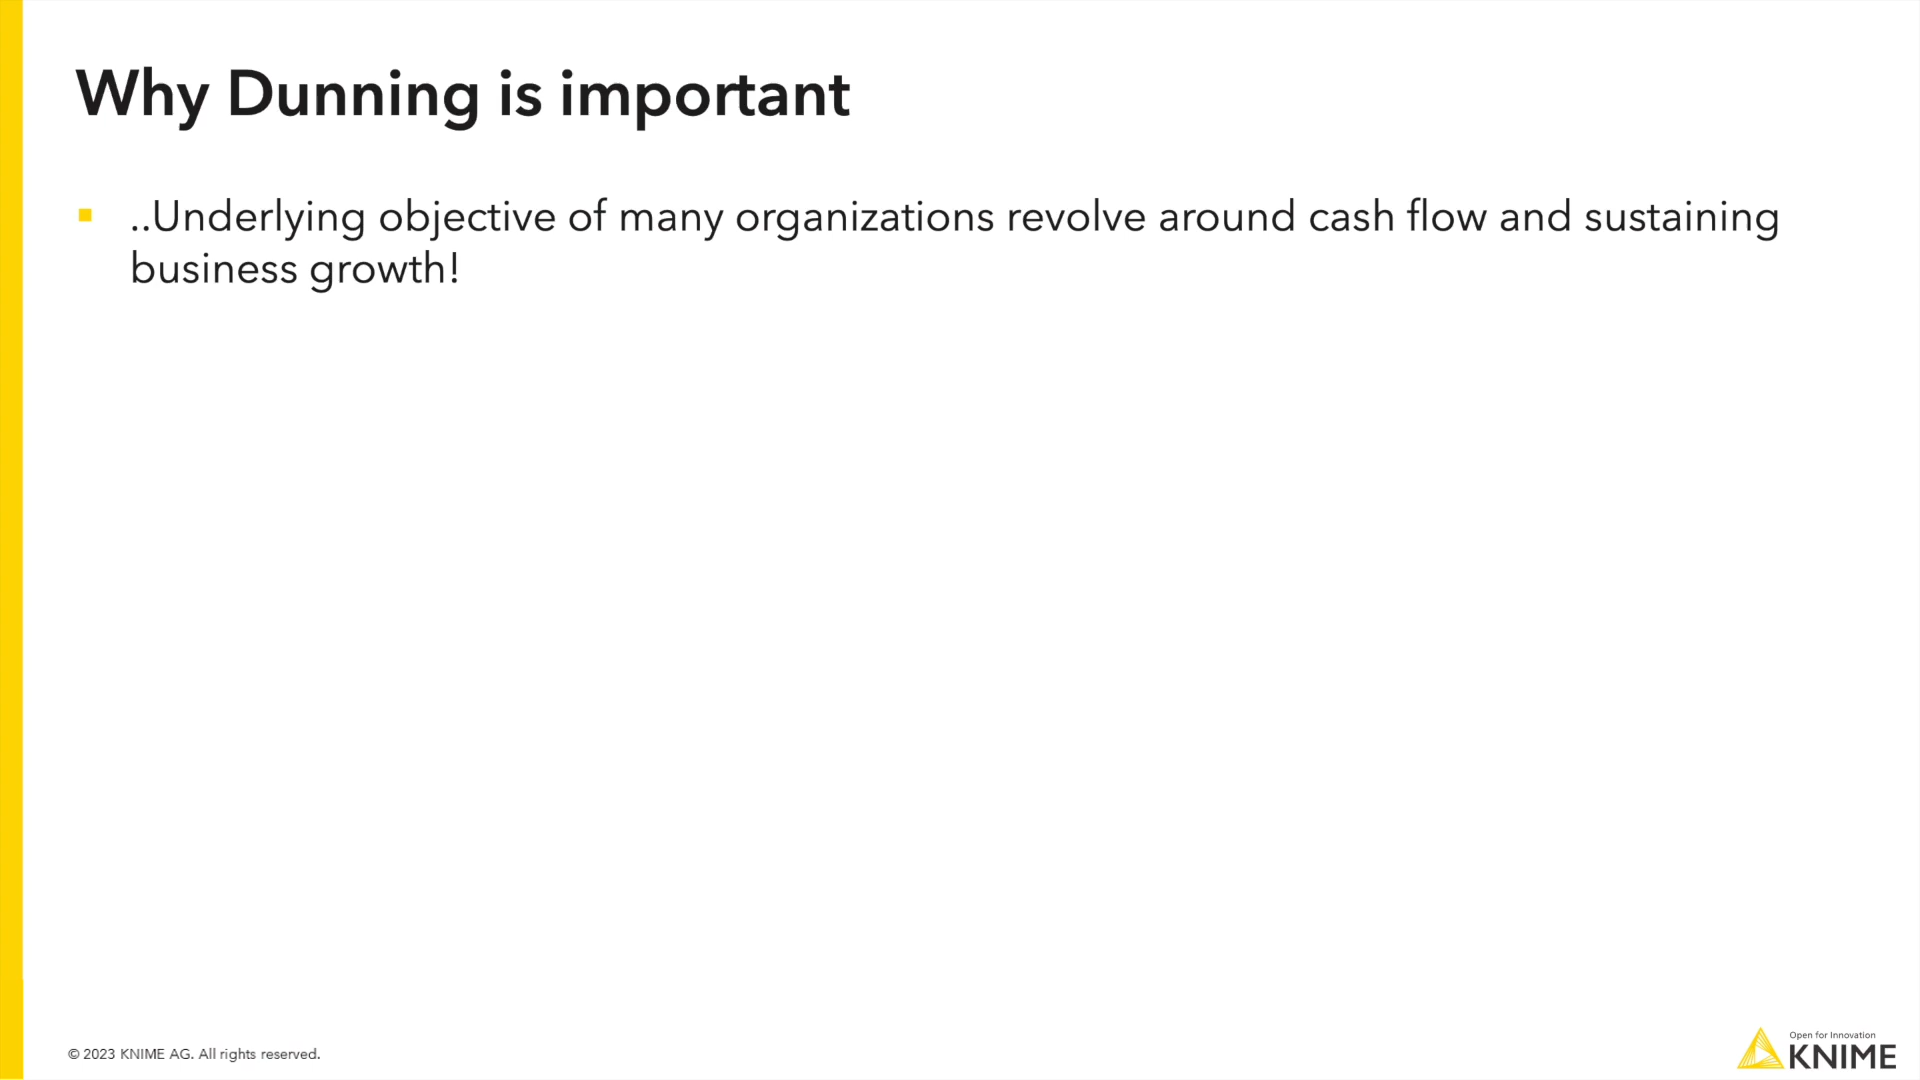 Why Dunning is important
..Underlying objective of many organizations revolve around cash flow and sustaining
business growth!
© 2023 KNIME AG. All rights reserved.
Open for Innovation
KNIME